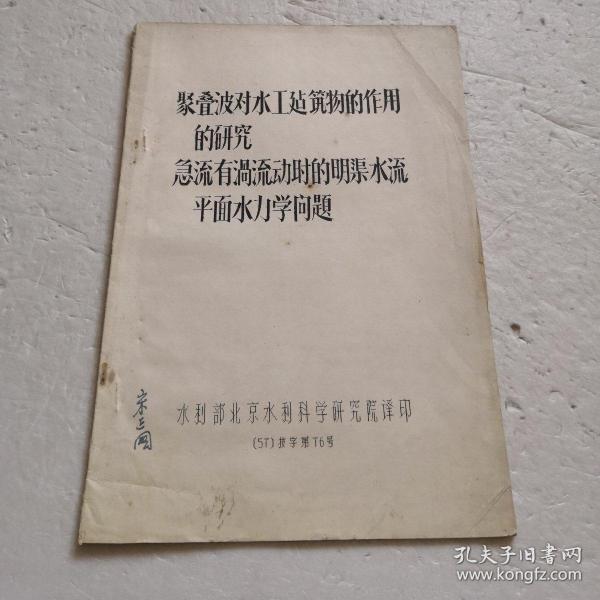 聚叠波对水工建筑物的作用
的研究
急流有渦流动时的明渠水流
平面水力学问题
水利部北京水利科学研究院译印
(57)技字第76号
孔夫子旧书网
www.kongfz.com